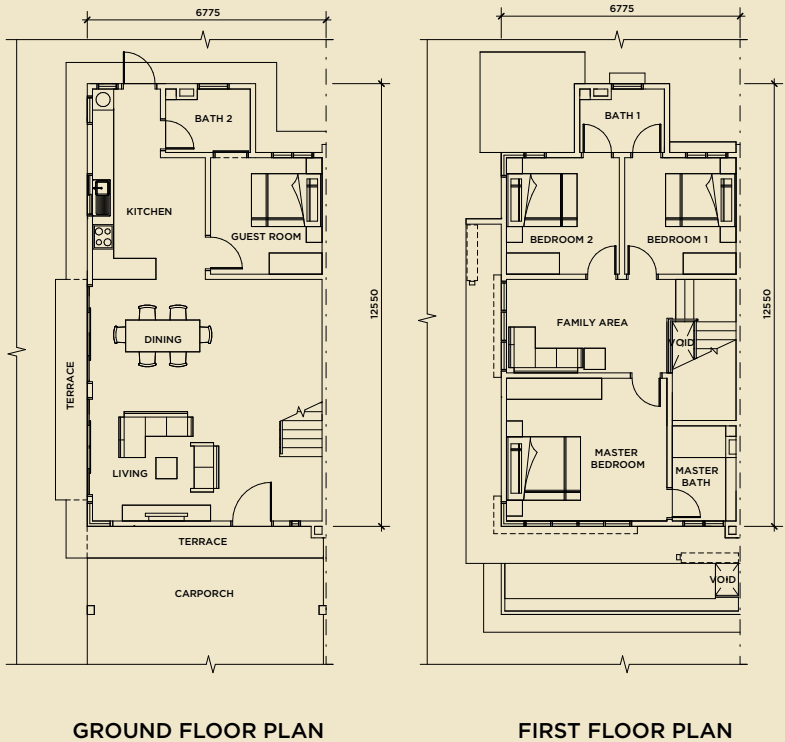 6775
BATH 2
KITCHEN
GUEST ROOM
DINING
12550
TERRACE
LIVING
TERRACE
CARPORCH
GROUND FLOOR PLAN
6775
BATH 1
BEDROOM 2
BEDROOM 1
12550
FAMILY AREA
VOID
MASTER
BEDROOM
MASTER
BATH
VOID
FIRST FLOOR PLAN